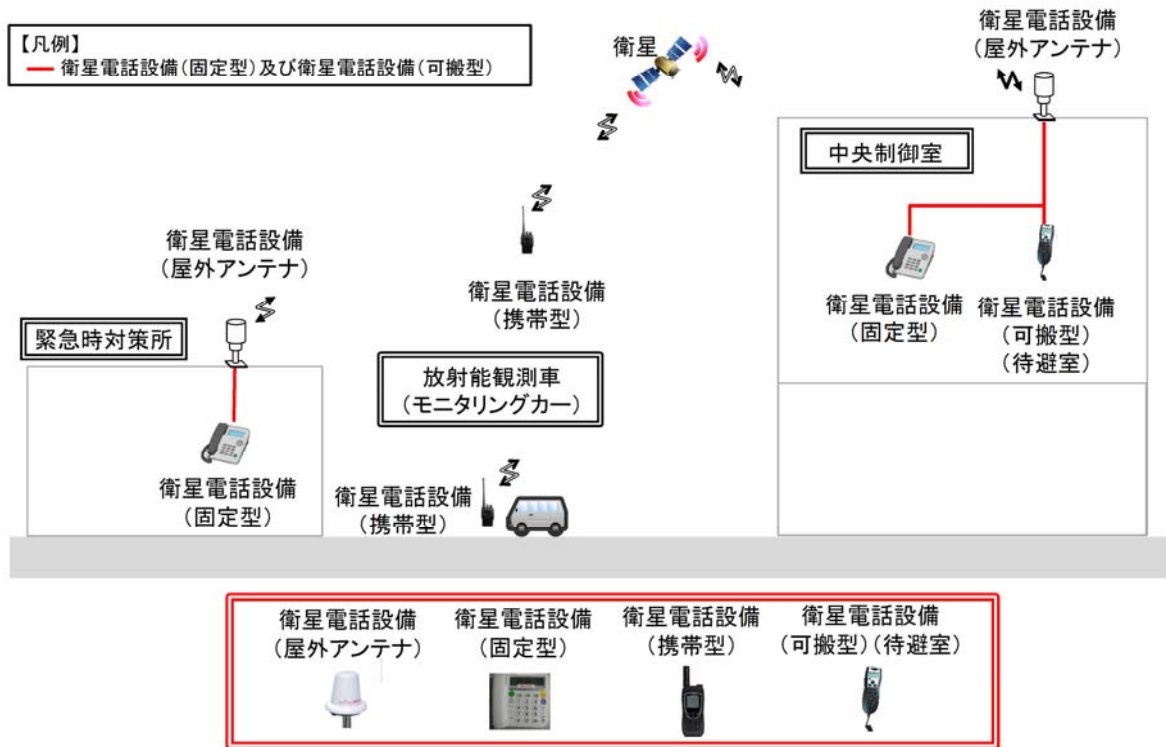 【凡例】
衛星電話設備(固定型)及び衛星電話設備(可搬型)
衛星
衛星電話設備
(屋外アンテナ)
中央制御室
衛星電話設備
(固定型)
衛星電話設備
(可搬型)
(待避室)
衛星電話設備
(携帯型)
衛星電話設備
(屋外アンテナ)
緊急時対策所
衛星電話設備
(固定型)
放射能観測車
(モニタリングカー)
衛星電話設備
(携帯型)
衛星電話設備
(屋外アンテナ)
衛星電話設備
(固定型)
衛星電話設備
(携帯型)
衛星電話設備
(可搬型)(待避室)